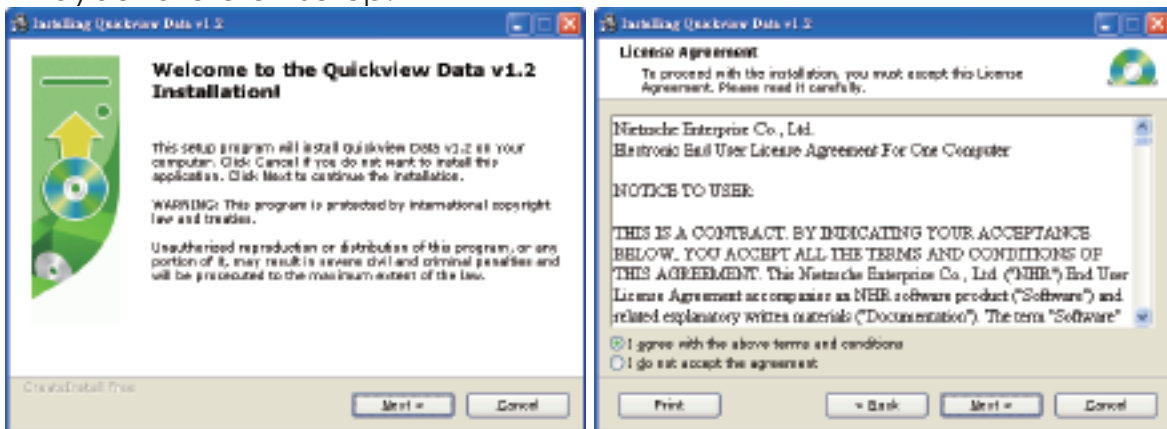 Installing Quickview Data v1.2
Welcome to the Quickview Data v1.2
Installation!
This setup program will install Quickview Data v1.2 on your
computer. Click Cancel if you do not want to install this
application. Click Next to continue the installation.
WARNING: This program is protected by international copyright
law and treaties.
Unauthorized reproduction or distribution of this program, or any
portion of it, may result in severe civil and criminal penalties and
will be prosecuted to the maximum extent of the law.
CreateInstall Free
Next »
Cancel
Installing Quickview Data v1.2
License Agreement
To proceed with the installation, you must accept this License
Agreement. Please read it carefully.
Nietzsche Enterprise Co., Ltd.
Electronic End User License Agreement For One Computer
NOTICE TO USER:
THIS IS A CONTRACT. BY INDICATING YOUR ACCEPTANCE
BELOW, YOU ACCEPT ALL THE TERMS AND CONDITIONS OF
THIS AGREEMENT. This Nietzsche Enterprise Co., Ltd. ("NHR") End User
License Agreement accompanies an NHR software product ("Software") and
related explanatory written materials ("Documentation"). The term "Software"
I agree with the above terms and conditions
I do not accept the agreement
Print
« Back
Next »
Cancel